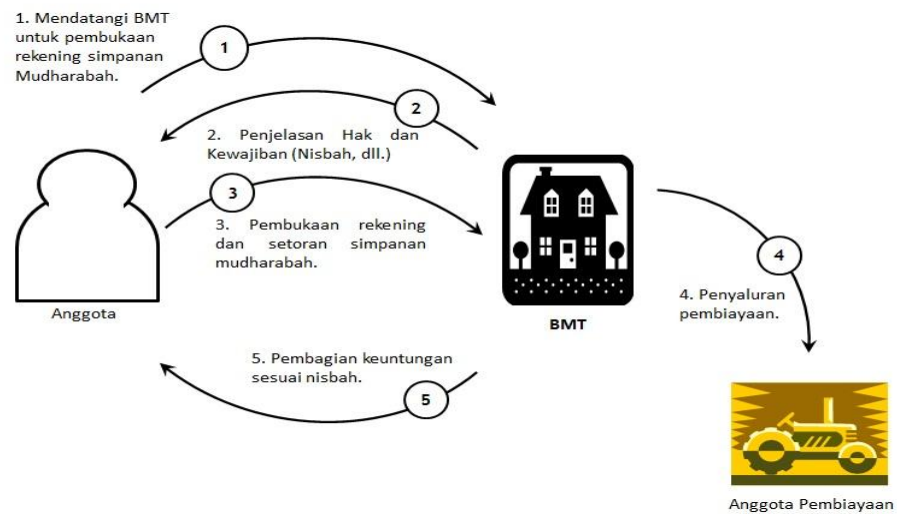 1. Mendatangi BMT
untuk pembukaan
rekening simpanan
Mudharabah.
1
2
2. Penjelasan Hak dan
Kewajiban (Nisbah, dll.)
3
3. Pembukaan rekening
dan setoran simpanan
mudharabah.
Anggota
BMT
4
4. Penyaluran
pembiayaan.
5. Pembagian keuntungan
sesuai nisbah.
5
Anggota Pembiayaan